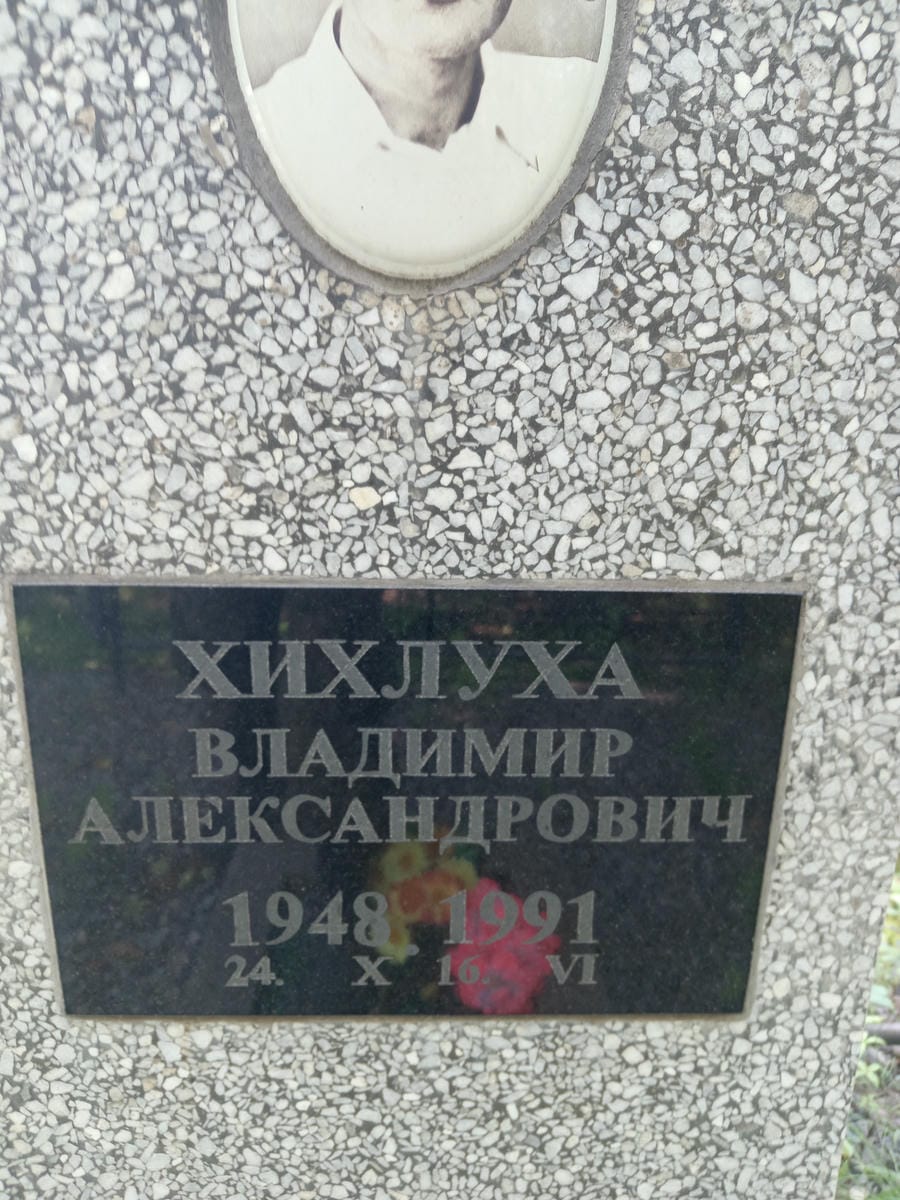 ХИХЛУХА
ВЛАДИМИР
АЛЕКСАНДРОВИЧ
1948. 1991
24. X 16. VI